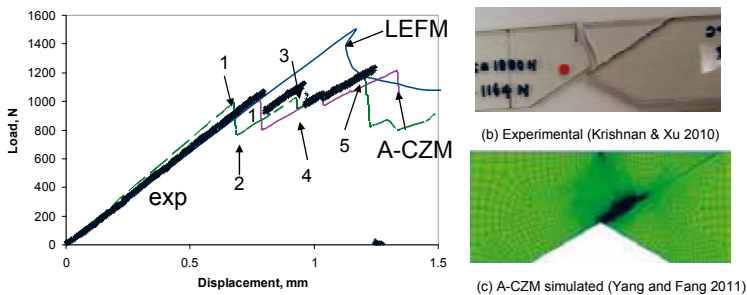 1600
1400
1200
1000
800
600
400
200
0
Load, N
0
0.5
1
1.5
Displacement, mm
LEFM
A-CZM
exp
1
3
1
2
4
5
1164 N
(b) Experimental (Krishnan & Xu 2010)
(c) A-CZM simulated (Yang and Fang 2011)